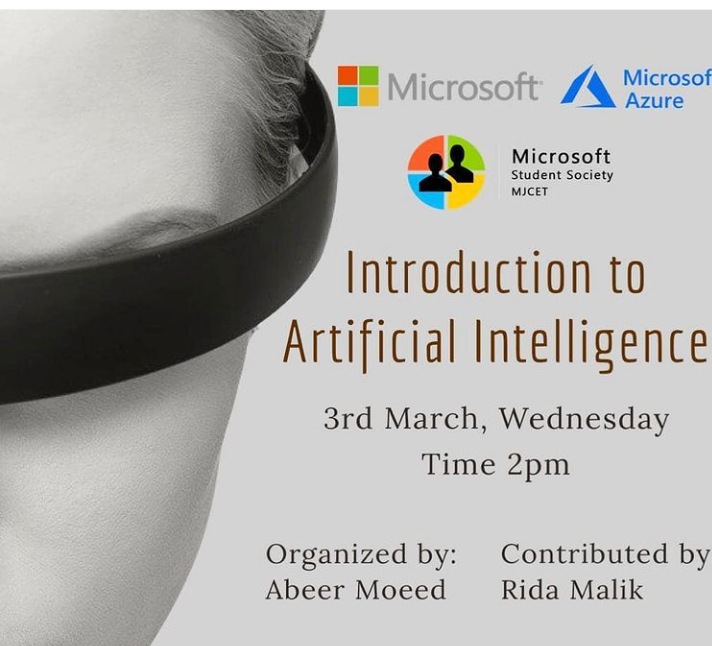 Microsoft
Microsof
Azure
Microsoft
Student Society
MJCET
Introduction to
Artificial Intelligence
3rd March, Wednesday
Time 2pm
Organized by:
Abeer Moeed
Contributed by
Rida Malik